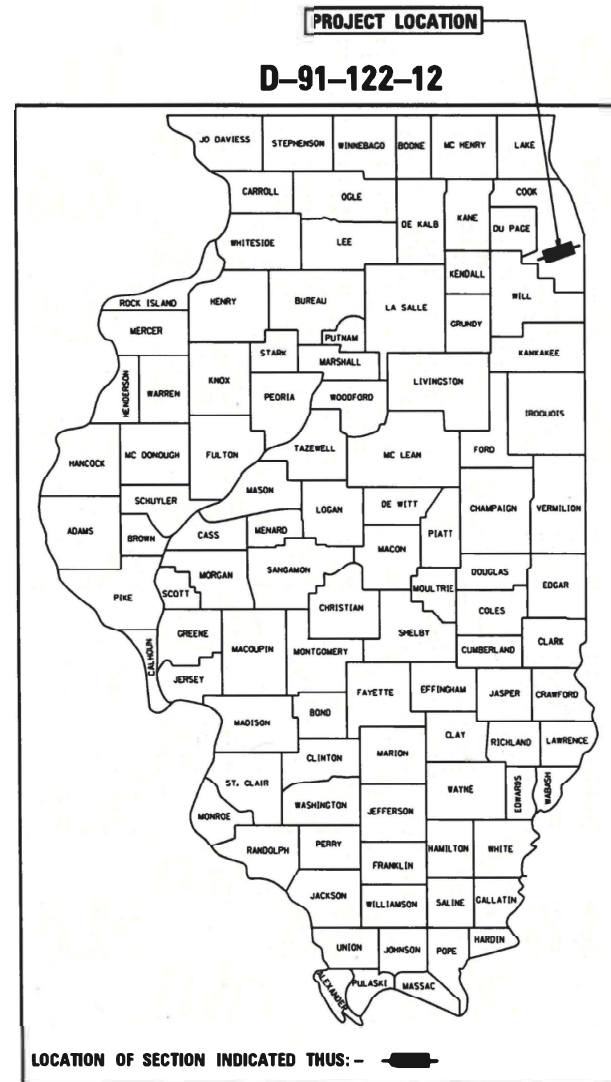 PROJECT LOCATION
D-91-122-12
JO DAVIESS STEPHENSON WINNEBAGO BOONE MC HENRY LAKE
CARROLL OGLE DE KALB KANE COOK
DU PAGE
WHITESIDE LEE
KENDALL
WILL
ROCK ISLAND HENRY BUREAU LA SALLE GRUNDY
MERCER PUTNAM
STARK MARSHALL KANKAKEE
HENDERSON WARREN KNOX PEORIA WOODFORD LIVINGSTON IROQUOIS
HANCOCK MC DONOUGH FULTON TAZEWELL MC LEAN FORD
SCHUYLER MASON LOGAN DE WITT CHAMPAIGN VERMILION
ADAMS BROWN CASS MENARD MACON PIATT
PIKE SCOTT MORGAN SANGAMON MOULTRIE DOUGLAS EDGAR
CHRISTIAN COLES
CALHOUN GREENE MACOUPIN MONTGOMERY SHELBY CUMBERLAND CLARK
JERSEY FAYETTE EFFINGHAM JASPER CRAWFORD
MADISON BOND
CLINTON MARION CLAY RICHLAND LAWRENCE
ST. CLAIR WASHINGTON JEFFERSON WAYNE EDWARDS WABASH
MONROE
RANDOLPH PERRY HAMILTON WHITE
FRANKLIN
JACKSON WILLIAMSON SALINE GALLATIN
UNION JOHNSON POPE HARDIN
ALEXANDER PULASKI MASSAC
LOCATION OF SECTION INDICATED THUS: -